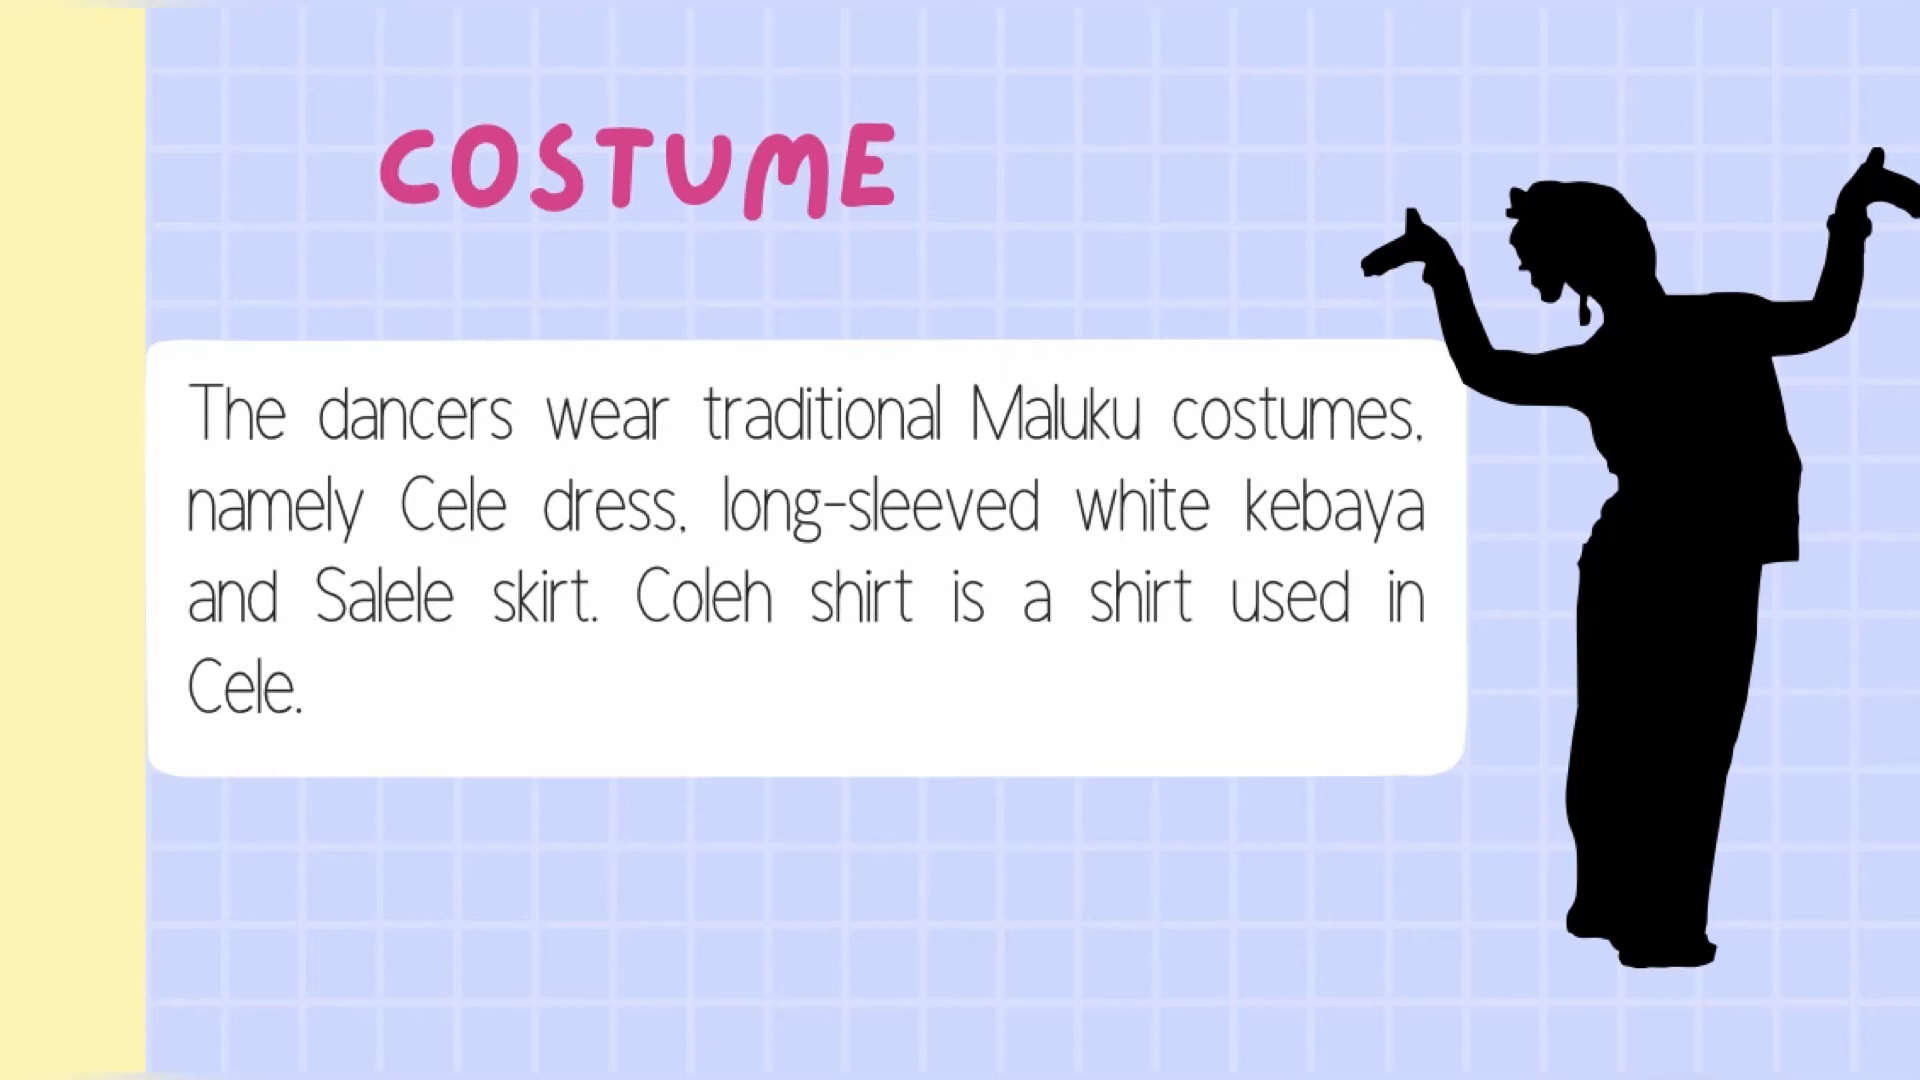 COSTUME
The dancers wear traditional Maluku costumes,
namely Cele dress, long-sleeved white kebaya
and Salele skirt. Coleh shirt is a shirt used in
Cele.